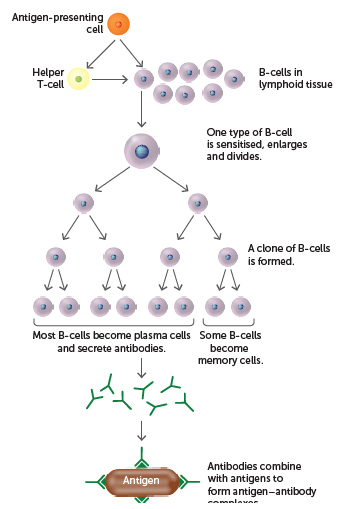 Antigen-presenting
cell
Helper
T-cell
B-cells in
lymphoid tissue
One type of B-cell
is sensitised, enlarges
and divides.
A clone of B-cells
is formed.
Most B-cells become plasma cells
and secrete antibodies.
Some B-cells
become
memory cells.
Antigen
Antibodies combine
with antigens to
form antigen–antibody
complexes